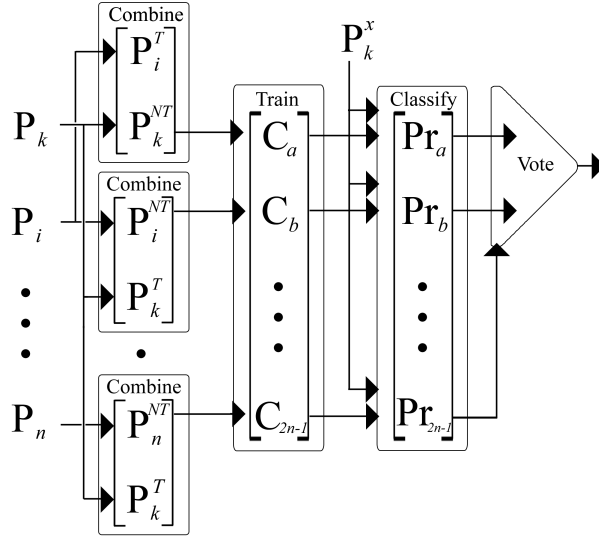 Combine
P_i^T
P_k^NT
P_k
Combine
P_i^NT
P_k^T
P_i
Combine
P_n^NT
P_k^T
P_n
Train
C_a
C_b
C_2n-1
P_k^x
Classify
Pr_a
Pr_b
Pr_2n-1
Vote